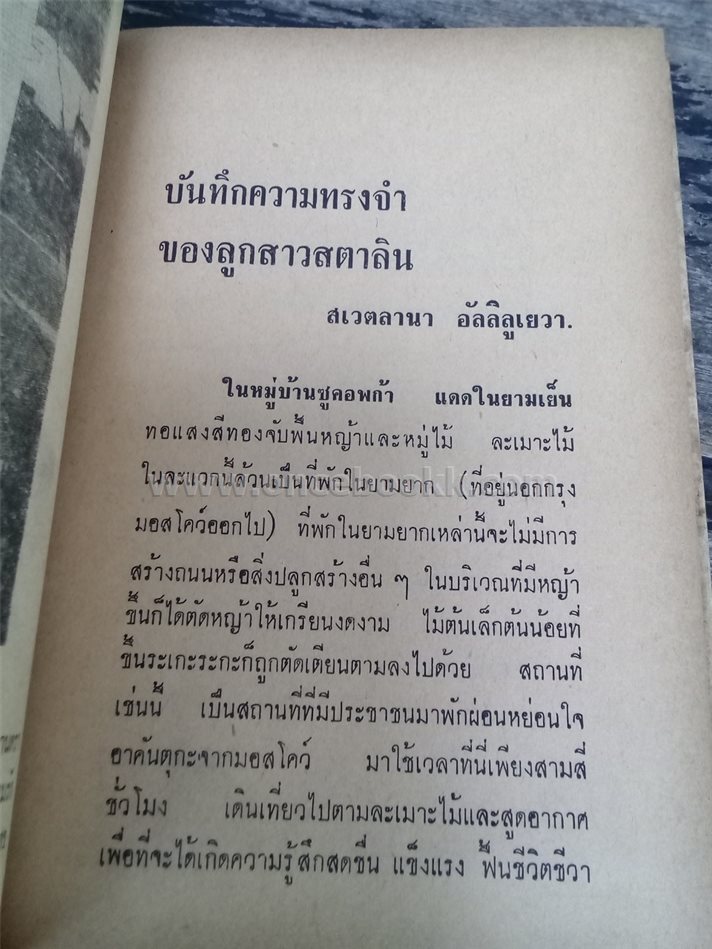 บันทึกความทรงจำ
ของลูกสาวสตาลิน
สเวตลานา อัลลิลูเยวา.
ในหมู่บ้านซูคอพก้า แดดในยามเย็น
ทอแสงสีทองจับพื้นหญ้าและหมู่ไม้ ละเมาะไม้
ในละแวกนี้ล้วนเป็นที่พักในยามยาก (ที่อยู่นอกกรุง
มอสโคว์ออกไป) ที่พักในยามยากเหล่านี้จะไม่มีการ
สร้างถนนหรือสิ่งปลูกสร้างอื่น ๆ ในบริเวณที่มีหญ้า
ขึ้นก็ได้ตัดหญ้าให้เกรียนงดงาม ไม้ต้นเล็กต้นน้อยที่
ขึ้นระเกะระกะก็ถูกตัดเตียนตามลงไปด้วย สถานที่
เช่นนี้ เป็นสถานที่ที่มีประชาชนมาพักผ่อนหย่อนใจ
อาคันตุกะจากมอสโคว์ มาใช้เวลาที่นี่เพียงสามสี่
ชั่วโมง เดินเที่ยวไปตามละเมาะไม้และสูดอากาศ
เพื่อที่จะได้เกิดความรู้สึกสดชื่น แข็งแรง ฟื้นชีวิตชีวา